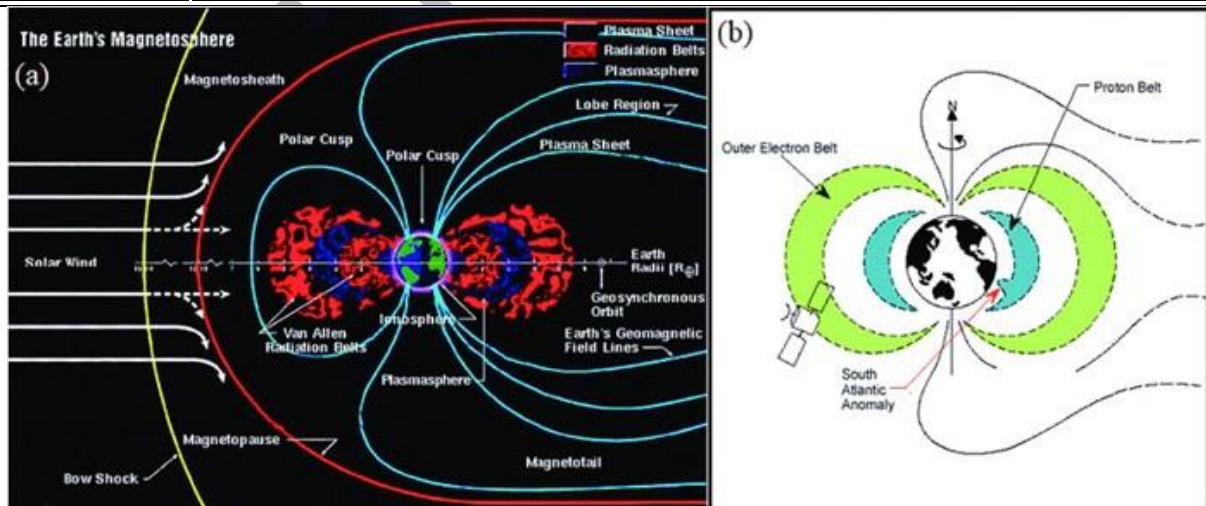 The Earth's Magnetosphere
(a)
Plasma Sheet
Radiation Belts
Plasmasphere
Magnetosheath
Lobe Region
Polar Cusp
Polar Cusp
Plasma Sheet
Solar Wind
Earth
Radii [R⊕]
Geosynchronous
Orbit
Ionosphere
Van Allen
Radiation Belts
Earth's Geomagnetic
Field Lines
Plasmasphere
Magnetopause
Magnetotail
Bow Shock
(b)
Proton Belt
N
Outer Electron Belt
South
Atlantic
Anomaly